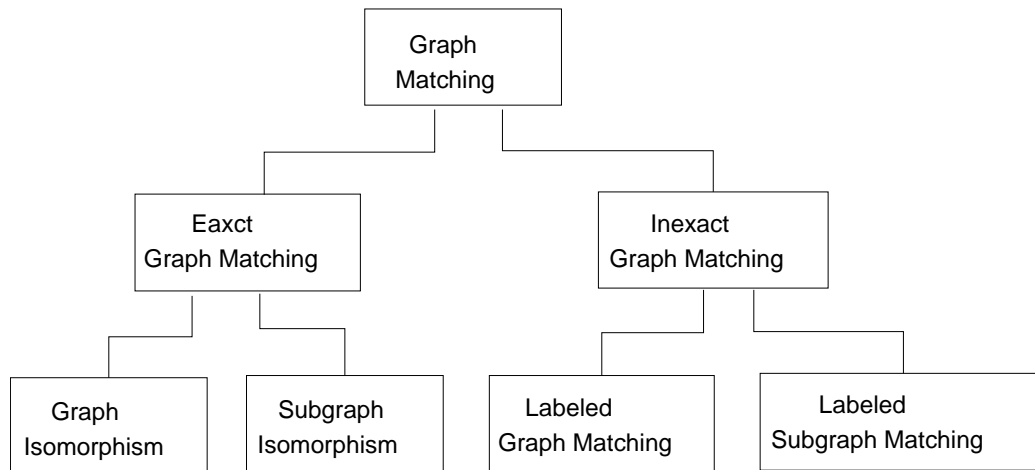 Graph
Matching
Eaxct
Graph Matching
Inexact
Graph Matching
Graph
Isomorphism
Subgraph
Isomorphism
Labeled
Graph Matching
Labeled
Subgraph Matching